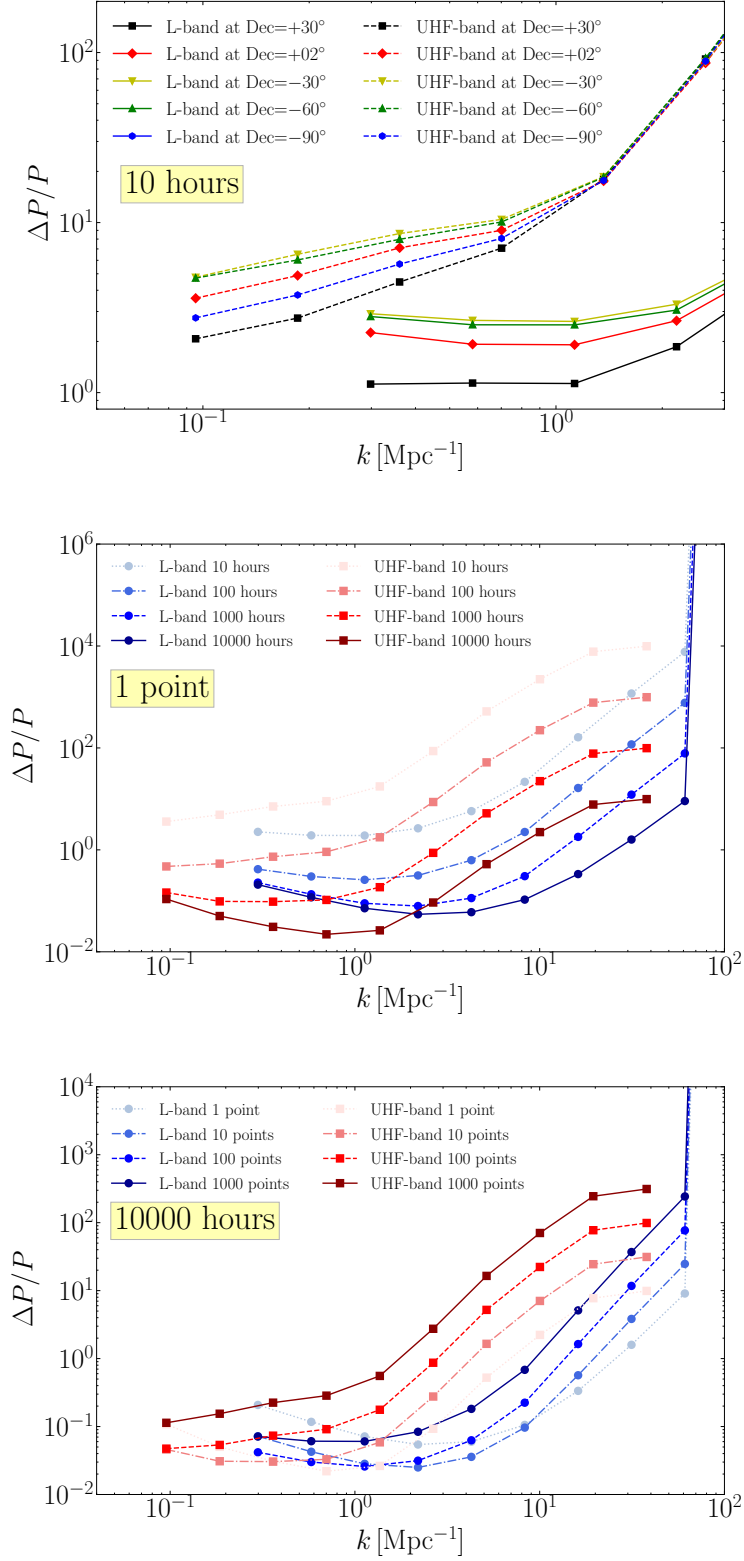 L-band at Dec=+30° UHF-band at Dec=+30°
L-band at Dec=+02° UHF-band at Dec=+02°
L-band at Dec=−30° UHF-band at Dec=−30°
L-band at Dec=−60° UHF-band at Dec=−60°
L-band at Dec=−90° UHF-band at Dec=−90°
10 hours
ΔP/P
10²
10¹
10⁰
10⁻¹ 10⁰
k [Mpc⁻¹]
L-band 10 hours UHF-band 10 hours
L-band 100 hours UHF-band 100 hours
L-band 1000 hours UHF-band 1000 hours
L-band 10000 hours UHF-band 10000 hours
1 point
ΔP/P
10⁶
10⁴
10²
10⁰
10⁻²
10⁻¹ 10⁰ 10¹ 10²
k [Mpc⁻¹]
L-band 1 point UHF-band 1 point
L-band 10 points UHF-band 10 points
L-band 100 points UHF-band 100 points
L-band 1000 points UHF-band 1000 points
10000 hours
ΔP/P
10⁴
10³
10²
10¹
10⁰
10⁻¹
10⁻²
10⁻¹ 10⁰ 10¹ 10²
k [Mpc⁻¹]